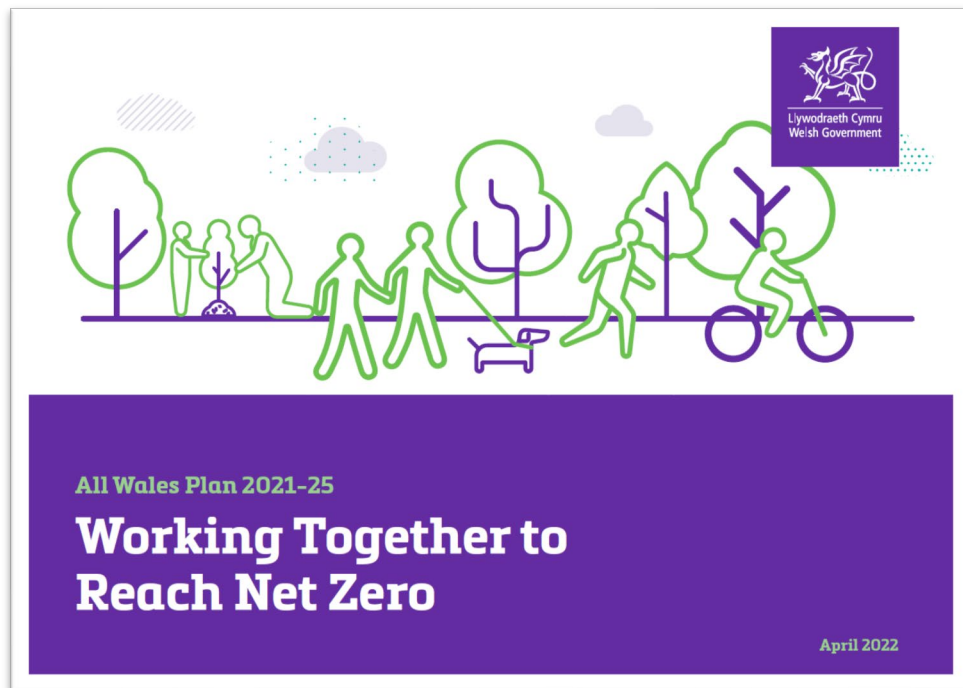 Llywodraeth Cymru
Welsh Government
All Wales Plan 2021-25
Working Together to
Reach Net Zero
April 2022